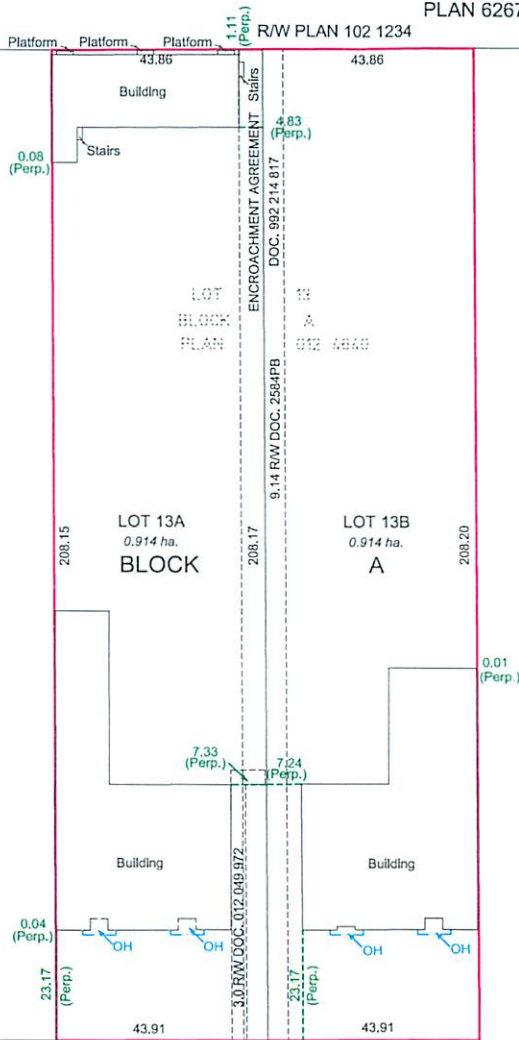 PLAN 6267
R/W PLAN 102 1234
Platform
Platform
Platform
1.11
(Perp.)
43.86
43.86
Building
Stairs
Stairs
4.83
(Perp.)
0.08
(Perp.)
ENCROACHMENT AGREEMENT
DOC. 992 214 817
LOT 13
BLOCK A
PLAN 012 4640
9.14 R/W DOC. 2584PB
LOT 13A
0.914 ha.
BLOCK
LOT 13B
0.914 ha.
A
208.15
208.17
208.20
0.01
(Perp.)
7.33
(Perp.)
7.24
(Perp.)
Building
Building
3.0 R/W DOC. 012 049 972
0.04
(Perp.)
OH
OH
OH
OH
23.17
(Perp.)
23.17
(Perp.)
43.91
43.91